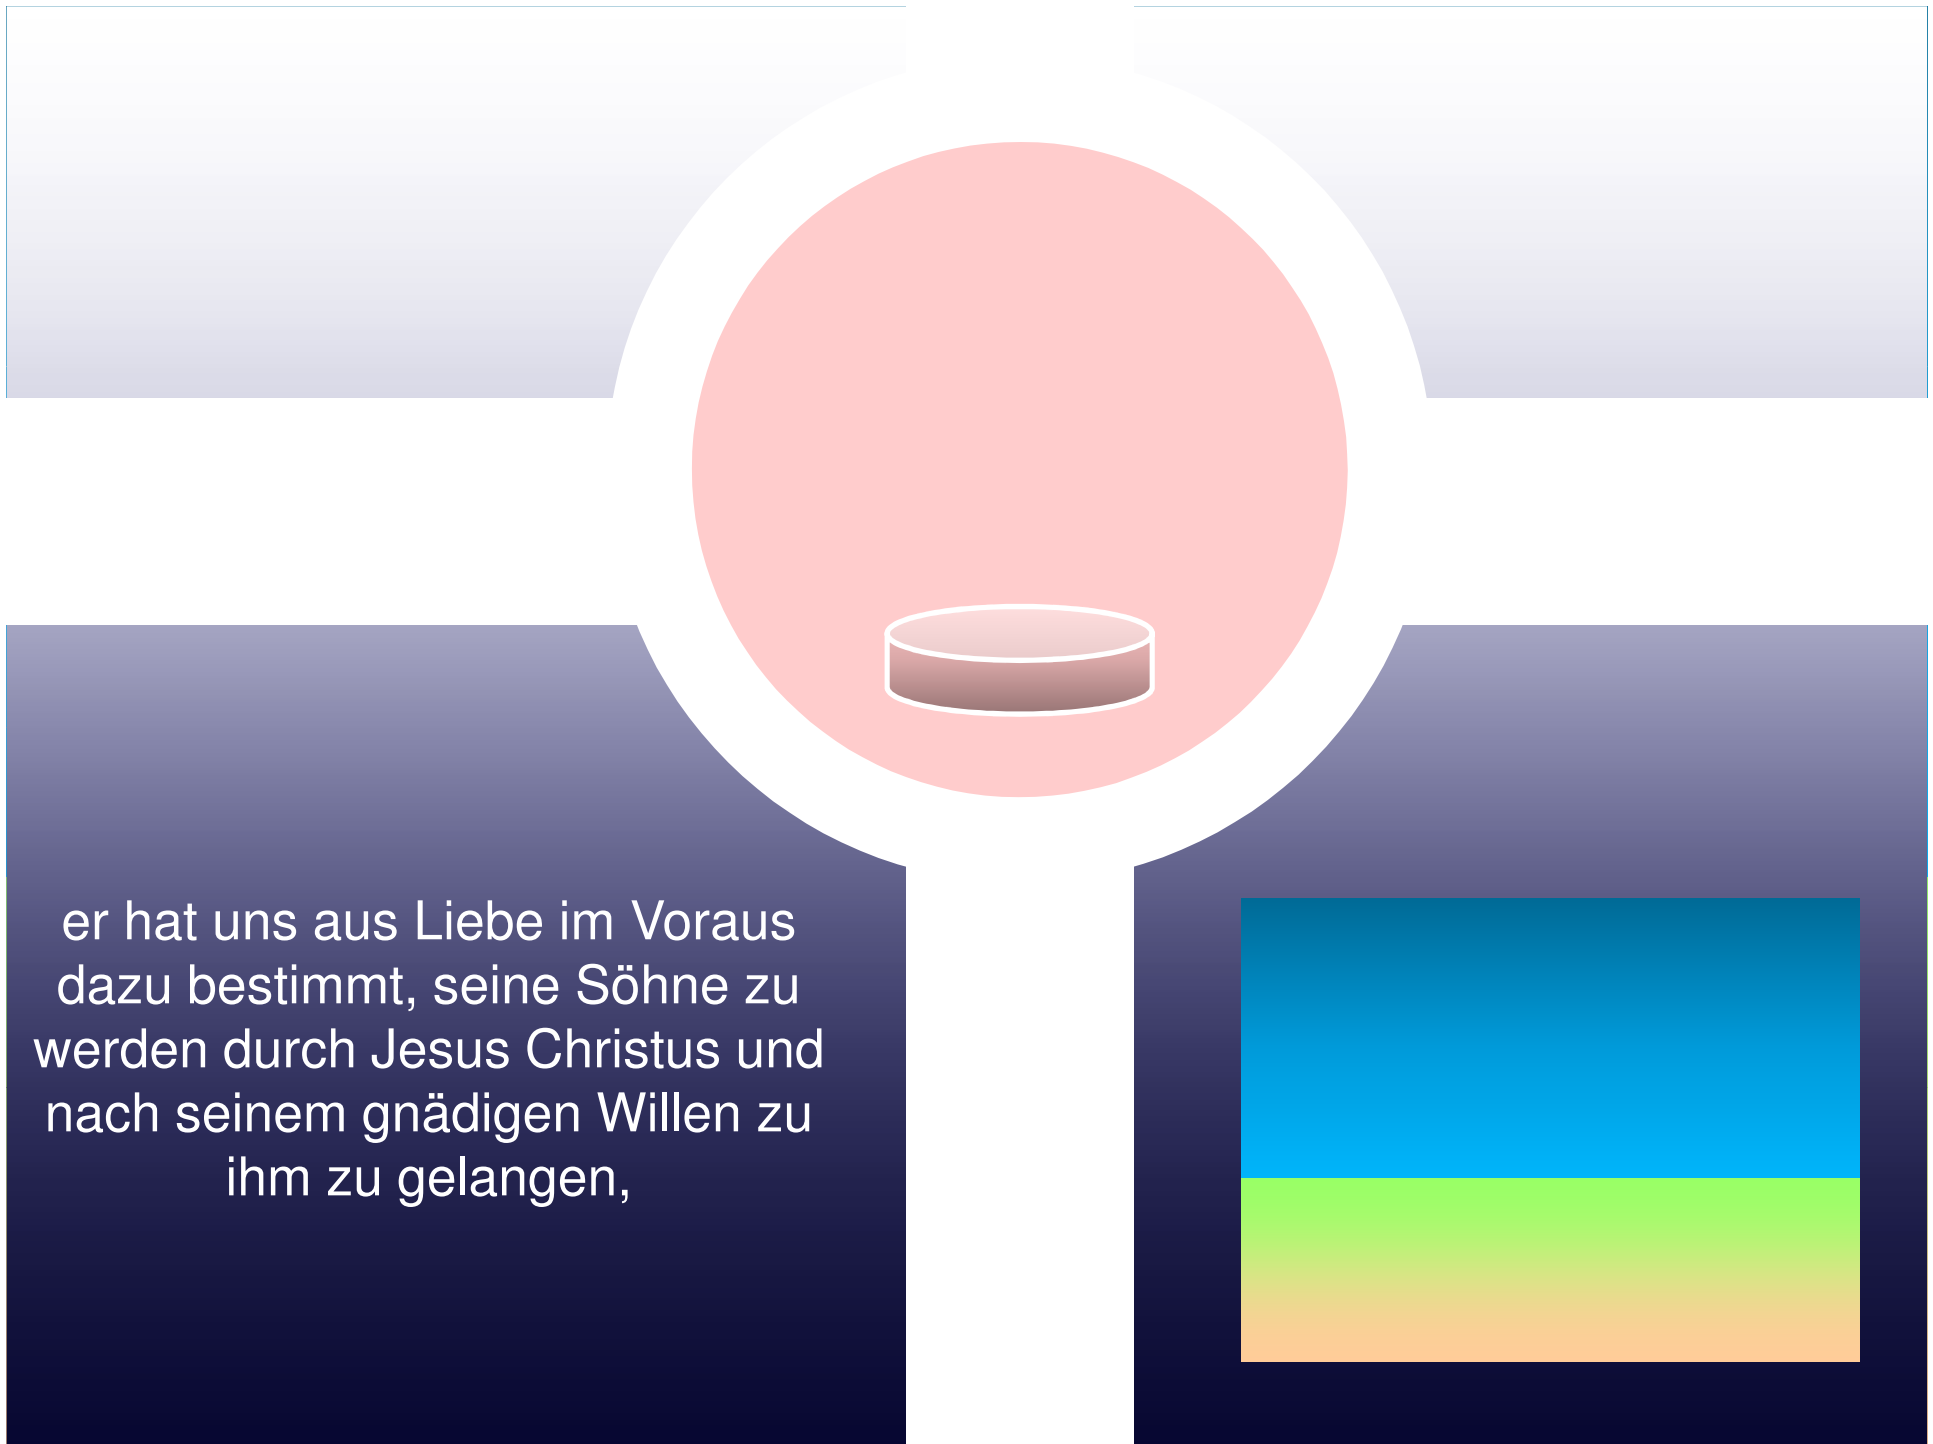 er hat uns aus Liebe im Voraus
dazu bestimmt, seine Söhne zu
werden durch Jesus Christus und
nach seinem gnädigen Willen zu
ihm zu gelangen,